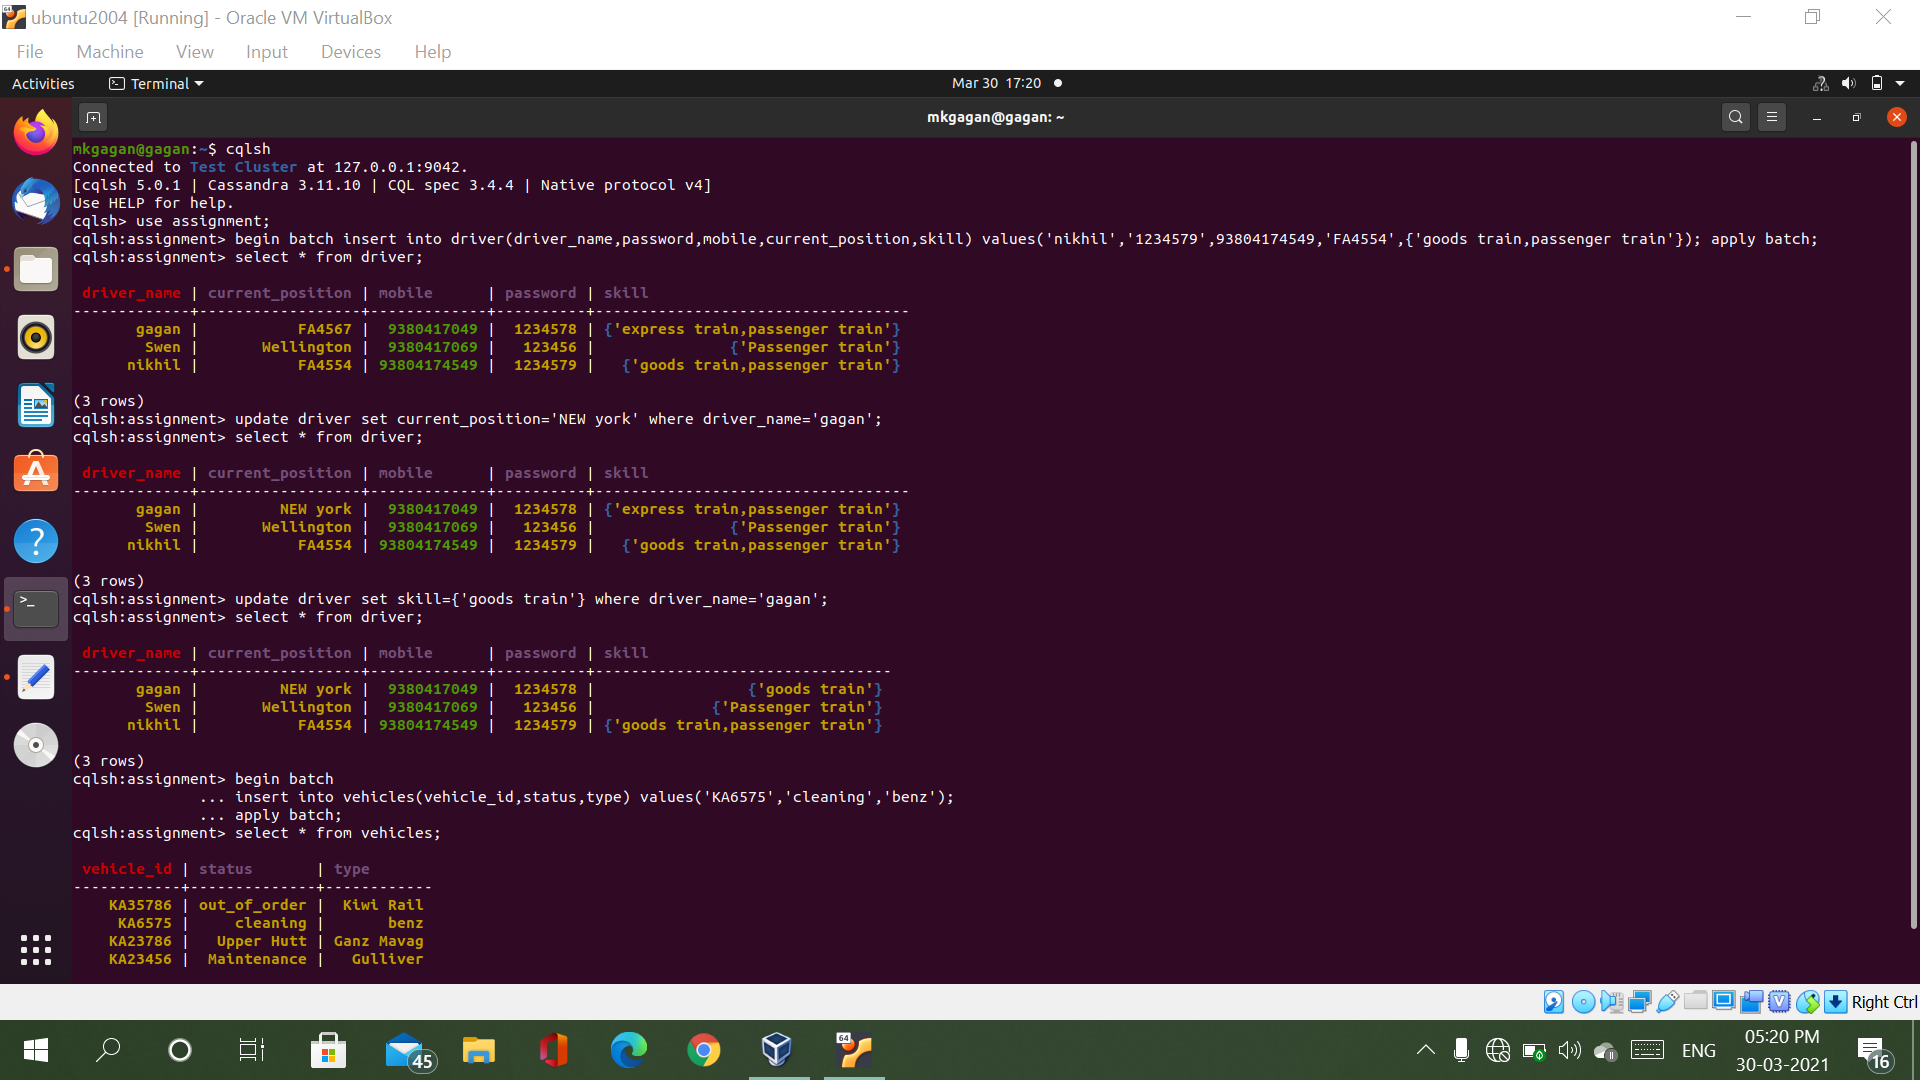 ubuntu2004 [Running] - Oracle VM VirtualBox
File Machine View Input Devices Help
Activities Terminal Mar 30 17:20
mkgagan@gagan: ~
mkgagan@gagan:~$ cqlsh
Connected to Test Cluster at 127.0.0.1:9042.
[cqlsh 5.0.1 | Cassandra 3.11.10 | CQL spec 3.4.4 | Native protocol v4]
Use HELP for help.
cqlsh> use assignment;
cqlsh:assignment> begin batch insert into driver(driver_name,password,mobile,current_position,skill) values('nikhil','1234579',93804174549,'FA4554',{'goods train,passenger train'}); apply batch;
cqlsh:assignment> select * from driver;
driver_name | current_position | mobile | password | skill
-------------+------------------+-------------+----------+-----------------------------------
gagan | FA4567 | 9380417049 | 1234578 | {'express train,passenger train'}
Swen | Wellington | 9380417069 | 123456 | {'Passenger train'}
nikhil | FA4554 | 93804174549 | 1234579 | {'goods train,passenger train'}
(3 rows)
cqlsh:assignment> update driver set current_position='NEW york' where driver_name='gagan';
cqlsh:assignment> select * from driver;
driver_name | current_position | mobile | password | skill
-------------+------------------+-------------+----------+-----------------------------------
gagan | NEW york | 9380417049 | 1234578 | {'express train,passenger train'}
Swen | Wellington | 9380417069 | 123456 | {'Passenger train'}
nikhil | FA4554 | 93804174549 | 1234579 | {'goods train,passenger train'}
(3 rows)
cqlsh:assignment> update driver set skill={'goods train'} where driver_name='gagan';
cqlsh:assignment> select * from driver;
driver_name | current_position | mobile | password | skill
-------------+------------------+-------------+----------+---------------------------------
gagan | NEW york | 9380417049 | 1234578 | {'goods train'}
Swen | Wellington | 9380417069 | 123456 | {'Passenger train'}
nikhil | FA4554 | 93804174549 | 1234579 | {'goods train,passenger train'}
(3 rows)
cqlsh:assignment> begin batch
... insert into vehicles(vehicle_id,status,type) values('KA6575','cleaning','benz');
... apply batch;
cqlsh:assignment> select * from vehicles;
vehicle_id | status | type
------------+--------------+------------
KA35786 | out_of_order | Kiwi Rail
KA6575 | cleaning | benz
KA23786 | Upper Hutt | Ganz Mavag
KA23456 | Maintenance | Gulliver
Right Ctrl
45
64
ENG
05:20 PM
30-03-2021
16